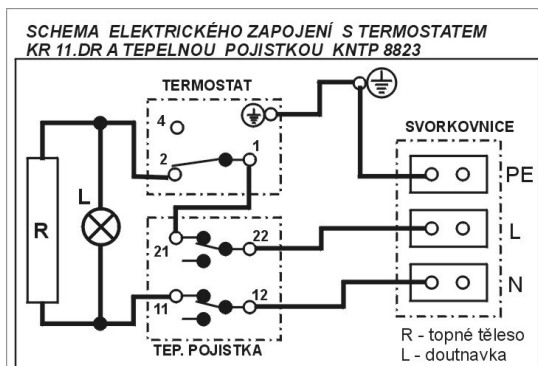 SCHEMA ELEKTRICKÉHO ZAPOJENÍ S TERMOSTATEM
KR 11.DR A TEPELNOU POJISTKOU KNTP 8823
TERMOSTAT
SVORKOVNICE
4
1
2
PE
L
R
21
22
L
11
12
N
TEP. POJISTKA
R - topné těleso
L - doutnavka